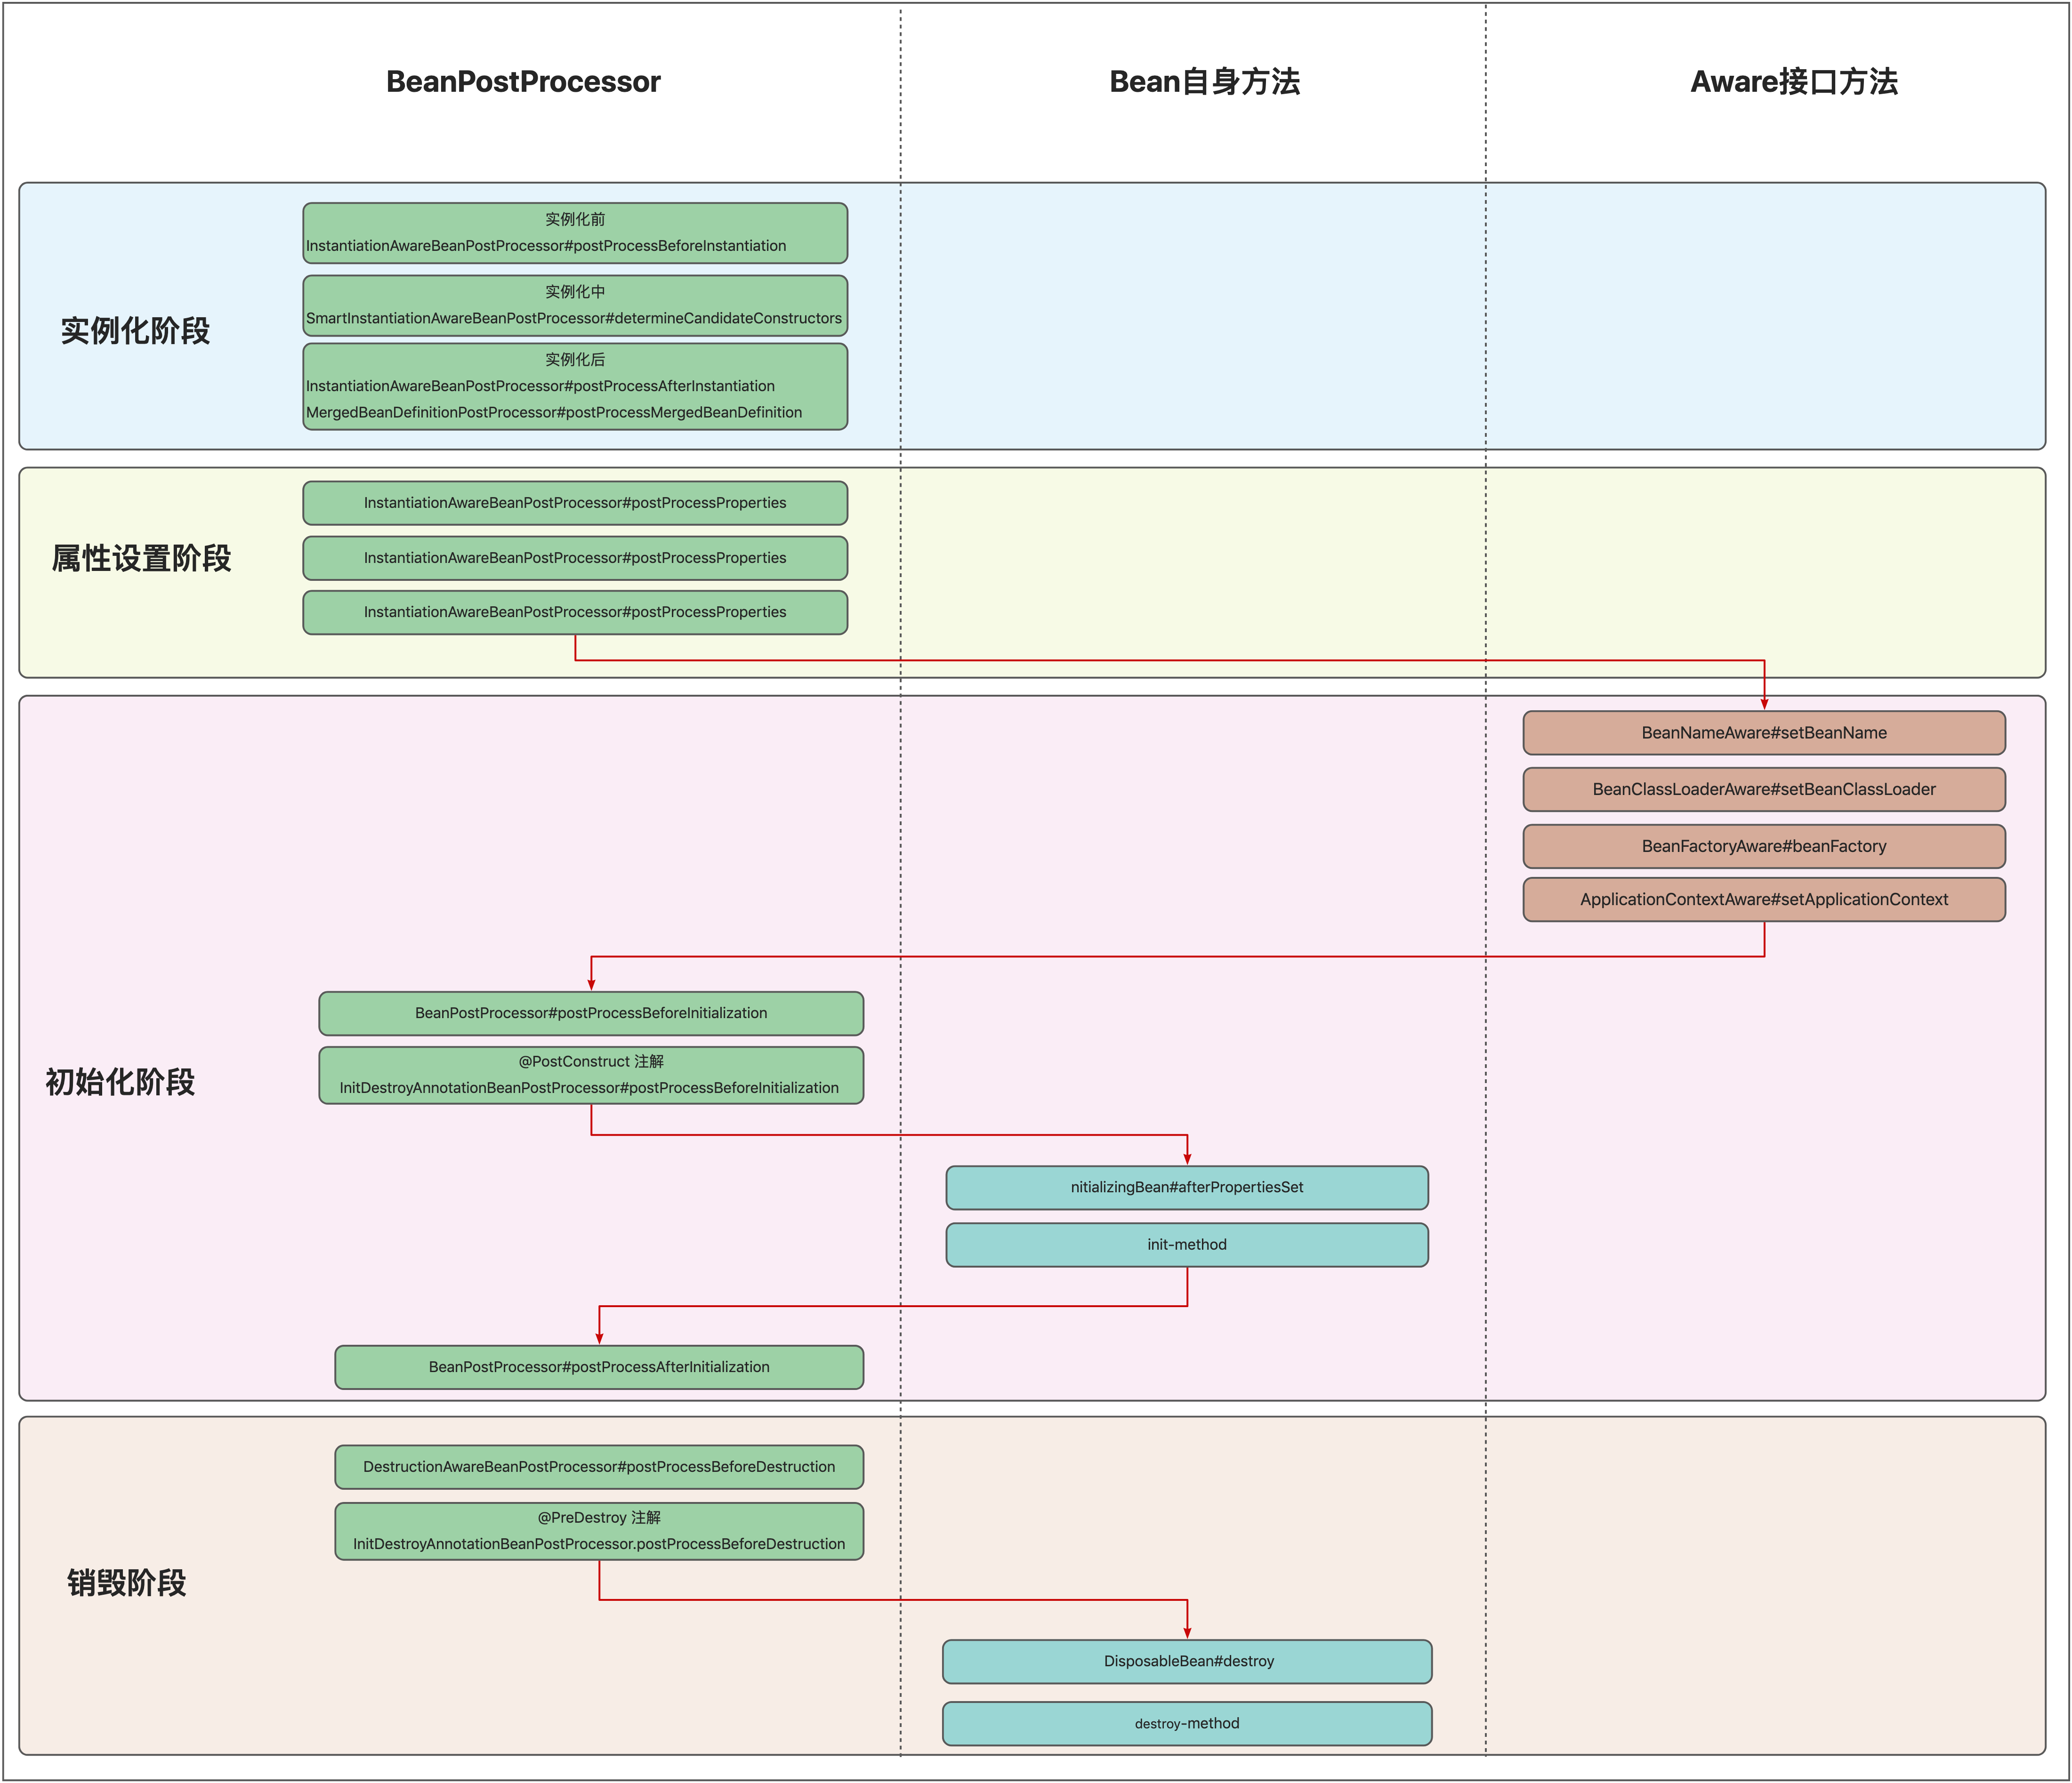 BeanPostProcessor
Bean自身方法
Aware接口方法
实例化阶段
实例化前
InstantiationAwareBeanPostProcessor#postProcessBeforeInstantiation
实例化中
SmartInstantiationAwareBeanPostProcessor#determineCandidateConstructors
实例化后
InstantiationAwareBeanPostProcessor#postProcessAfterInstantiation
MergedBeanDefinitionPostProcessor#postProcessMergedBeanDefinition
属性设置阶段
InstantiationAwareBeanPostProcessor#postProcessProperties
InstantiationAwareBeanPostProcessor#postProcessProperties
InstantiationAwareBeanPostProcessor#postProcessProperties
初始化阶段
BeanNameAware#setBeanName
BeanClassLoaderAware#setBeanClassLoader
BeanFactoryAware#beanFactory
ApplicationContextAware#setApplicationContext
BeanPostProcessor#postProcessBeforeInitialization
@PostConstruct 注解
InitDestroyAnnotationBeanPostProcessor#postProcessBeforeInitialization
nitializingBean#afterPropertiesSet
init-method
BeanPostProcessor#postProcessAfterInitialization
销毁阶段
DestructionAwareBeanPostProcessor#postProcessBeforeDestruction
@PreDestroy 注解
InitDestroyAnnotationBeanPostProcessor.postProcessBeforeDestruction
DisposableBean#destroy
destroy-method